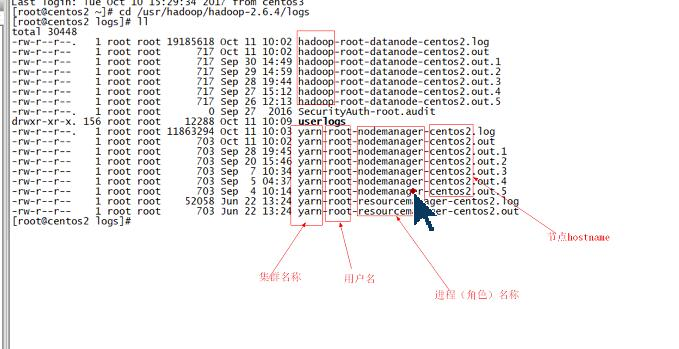 Last login: Tue Oct 10 15:29:34 2017 from centos3
[root@centos2 ~]# cd /usr/hadoop/hadoop-2.6.4/logs
[root@centos2 logs]# ll
total 30448
-rw-r--r--. 1 root root 19185618 Oct 11 10:02 hadoop-root-datanode-centos2.log
-rw-r--r-- 1 root root 717 Oct 11 10:02 hadoop-root-datanode-centos2.out
-rw-r--r-- 1 root root 717 Sep 30 14:49 hadoop-root-datanode-centos2.out.1
-rw-r--r-- 1 root root 717 Sep 29 14:59 hadoop-root-datanode-centos2.out.2
-rw-r--r-- 1 root root 717 Sep 28 19:44 hadoop-root-datanode-centos2.out.3
-rw-r--r-- 1 root root 717 Sep 27 15:12 hadoop-root-datanode-centos2.out.4
-rw-r--r-- 1 root root 717 Sep 26 12:13 hadoop-root-datanode-centos2.out.5
-rw-r--r--. 1 root root 0 Sep 27 2016 SecurityAuth-root.audit
drwxr-xr-x. 156 root root 12288 Oct 11 10:09 userlogs
-rw-r--r--. 1 root root 11863294 Oct 11 10:03 yarn-root-nodemanager-centos2.log
-rw-r--r-- 1 root root 703 Oct 11 10:02 yarn-root-nodemanager-centos2.out
-rw-r--r-- 1 root root 703 Sep 28 19:45 yarn-root-nodemanager-centos2.out.1
-rw-r--r-- 1 root root 703 Sep 20 15:46 yarn-root-nodemanager-centos2.out.2
-rw-r--r-- 1 root root 703 Sep 7 10:34 yarn-root-nodemanager-centos2.out.3
-rw-r--r-- 1 root root 703 Sep 5 04:37 yarn-root-nodemanager-centos2.out.4
-rw-r--r-- 1 root root 703 Sep 4 10:14 yarn-root-nodemanager-centos2.out.5
-rw-r--r-- 1 root root 52058 Jun 22 13:24 yarn-root-resourcemanager-centos2.log
-rw-r--r-- 1 root root 703 Jun 22 13:24 yarn-root-resourcemanager-centos2.out
[root@centos2 logs]#
节点hostname
集群名称
用户名
进程（角色）名称